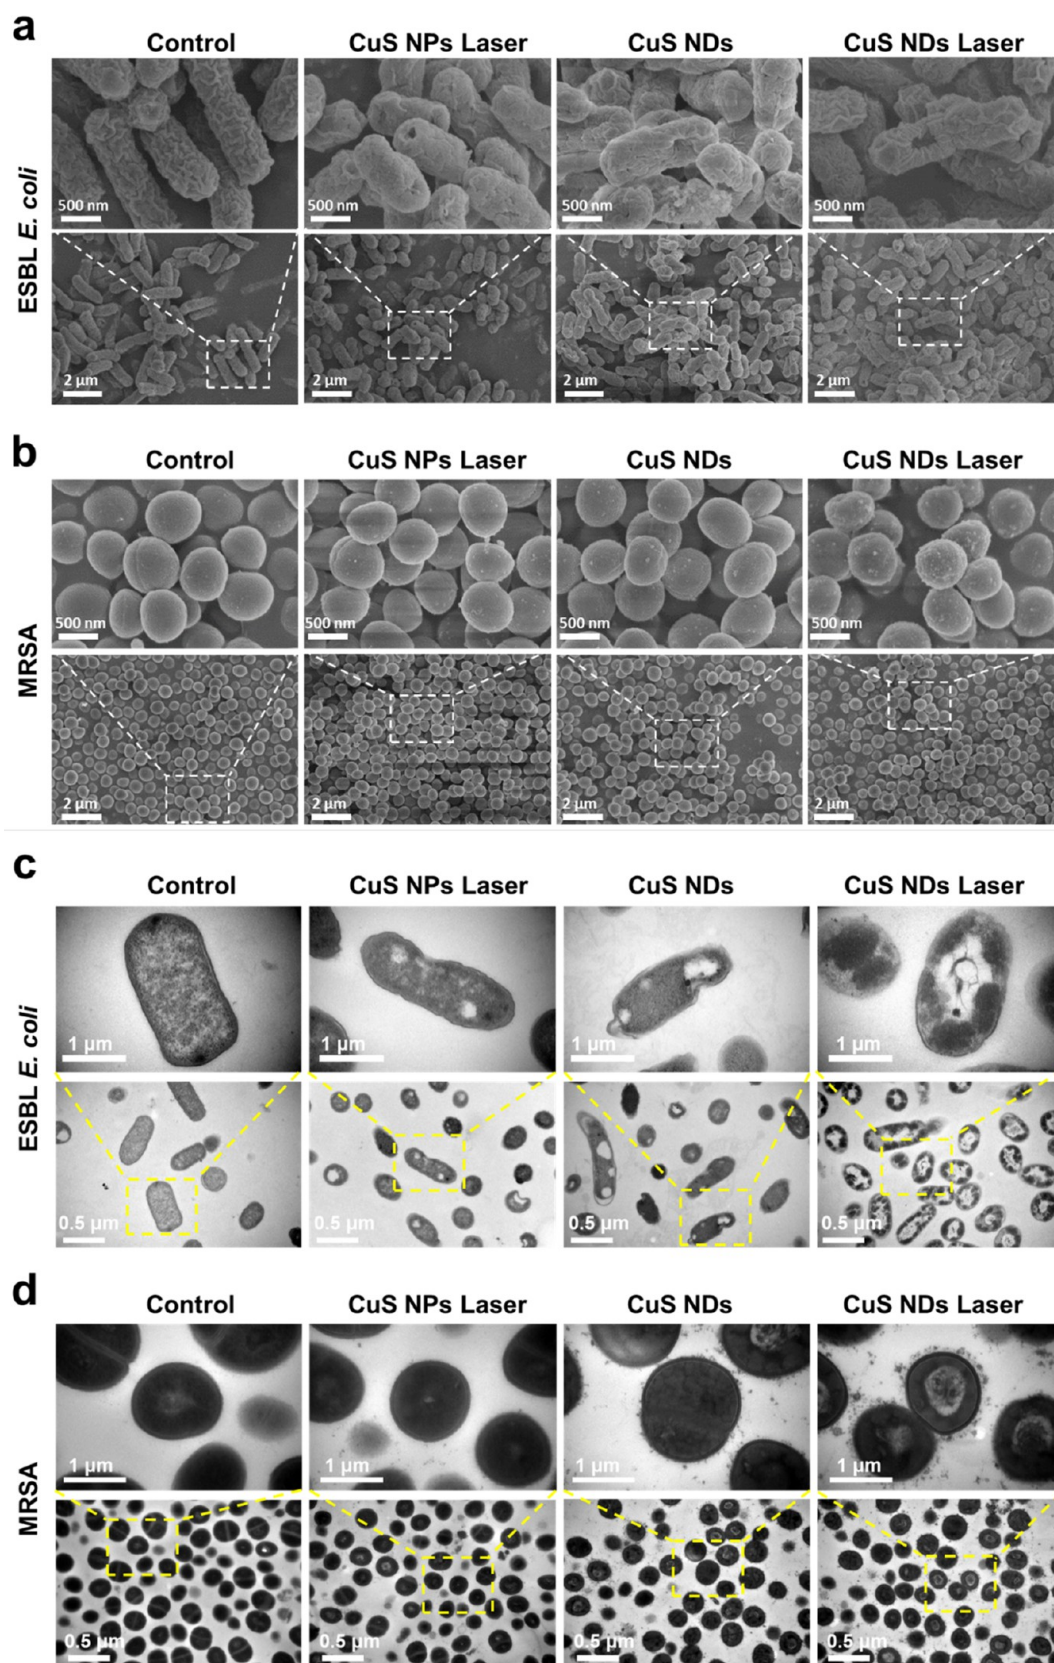 a
Control CuS NPs Laser CuS NDs CuS NDs Laser
ESBL E. coli
500 nm 500 nm 500 nm 500 nm
2 μm 2 μm 2 μm 2 μm
b
Control CuS NPs Laser CuS NDs CuS NDs Laser
MRSA
500 nm 500 nm 500 nm 500 nm
2 μm 2 μm 2 μm 2 μm
c
Control CuS NPs Laser CuS NDs CuS NDs Laser
ESBL E. coli
1 μm 1 μm 1 μm 1 μm
0.5 μm 0.5 μm 0.5 μm 0.5 μm
d
Control CuS NPs Laser CuS NDs CuS NDs Laser
MRSA
1 μm 1 μm 1 μm 1 μm
0.5 μm 0.5 μm 0.5 μm 0.5 μm